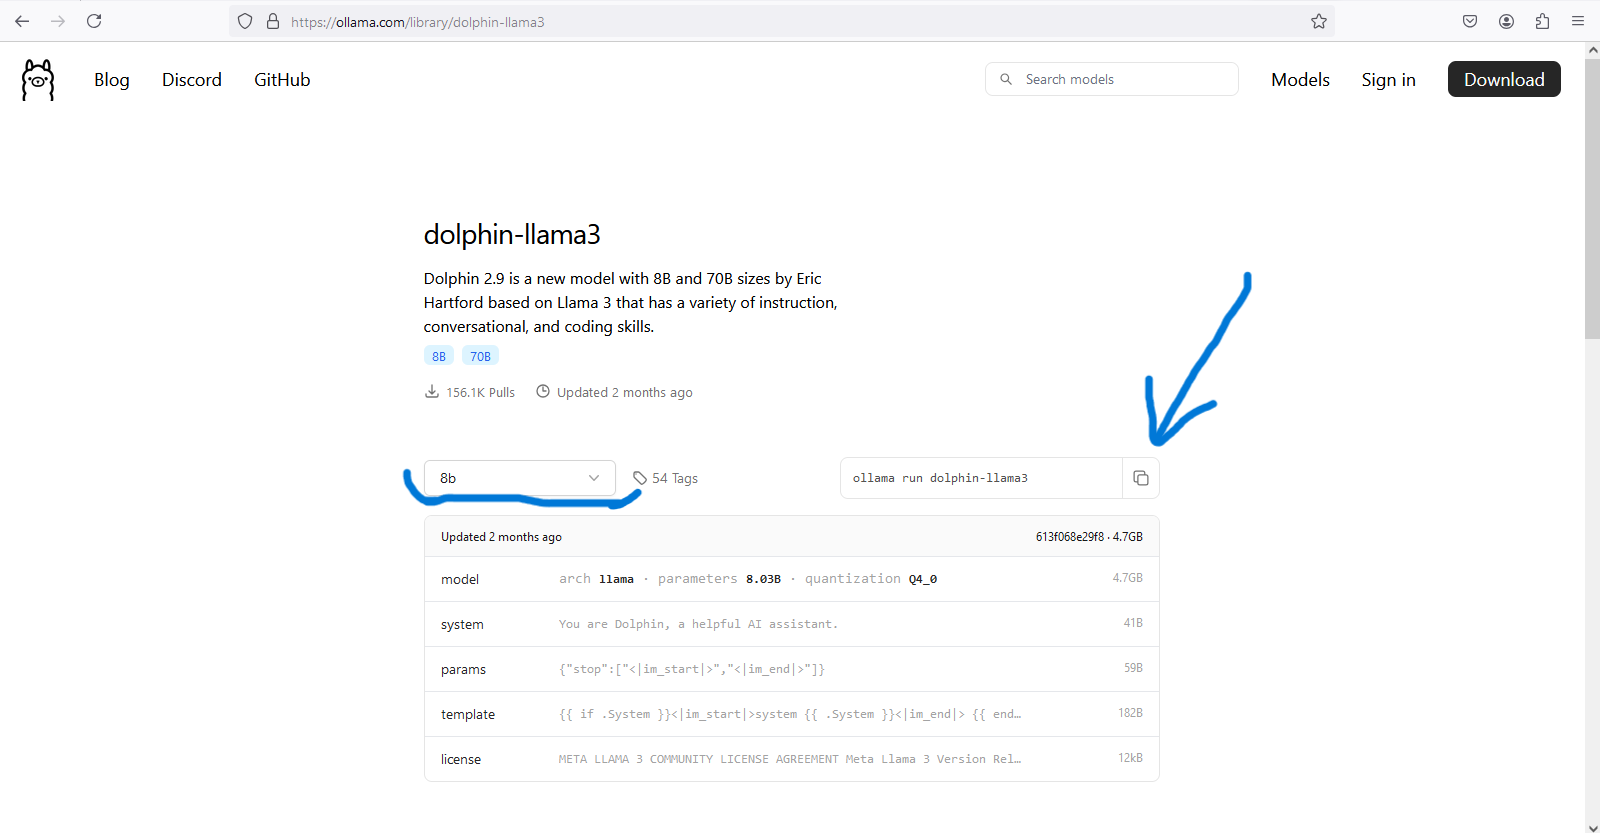 https://ollama.com/library/dolphin-llama3
Blog Discord GitHub Search models Models Sign in Download
dolphin-llama3
Dolphin 2.9 is a new model with 8B and 70B sizes by Eric
Hartford based on Llama 3 that has a variety of instruction,
conversational, and coding skills.
8B 70B
156.1K Pulls Updated 2 months ago
8b 54 Tags ollama run dolphin-llama3
Updated 2 months ago 613f068e29f8 · 4.7GB
model arch llama · parameters 8.03B · quantization Q4_0 4.7GB
system You are Dolphin, a helpful AI assistant. 41B
params {"stop":["<|im_start|>","<|im_end|>"]} 59B
template {{ if .System }}<|im_start|>system {{ .System }}<|im_end|> {{ end… 182B
license META LLAMA 3 COMMUNITY LICENSE AGREEMENT Meta Llama 3 Version Rel… 12kB